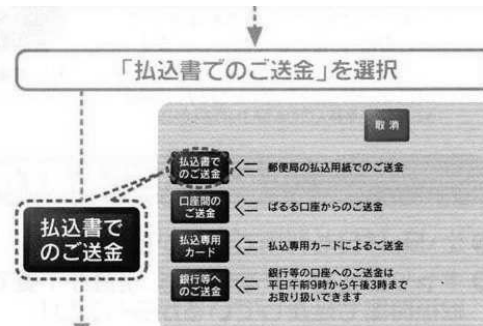 「払込書でのご送金」を選択
取消
払込書で
のご送金
郵便局の払込用紙でのご送金
口座間の
ご送金
ぱるる口座からのご送金
払込専用
カード
払込専用カードによるご送金
銀行等へ
のご送金
銀行等の口座へのご送金は
平日午前9時から午後3時まで
お取り扱いできます
払込書で
のご送金